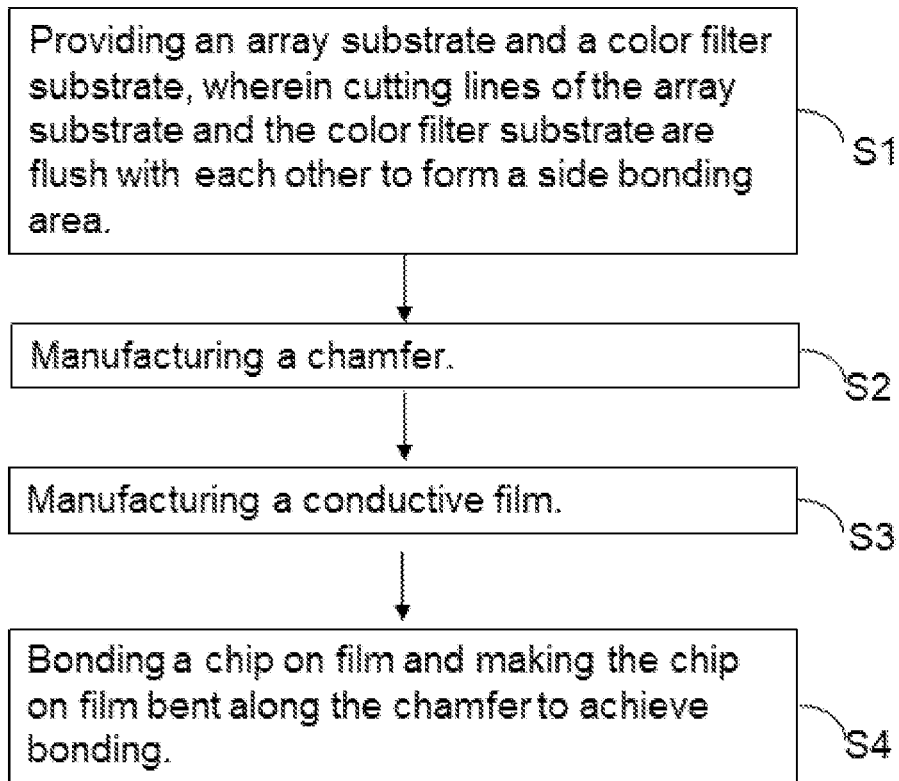 Providing an array substrate and a color filter
substrate, wherein cutting lines of the array
substrate and the color filter substrate are
flush with each other to form a side bonding
area.
S1
Manufacturing a chamfer.
S2
Manufacturing a conductive film.
S3
Bonding a chip on film and making the chip
on film bent along the chamfer to achieve
bonding.
S4